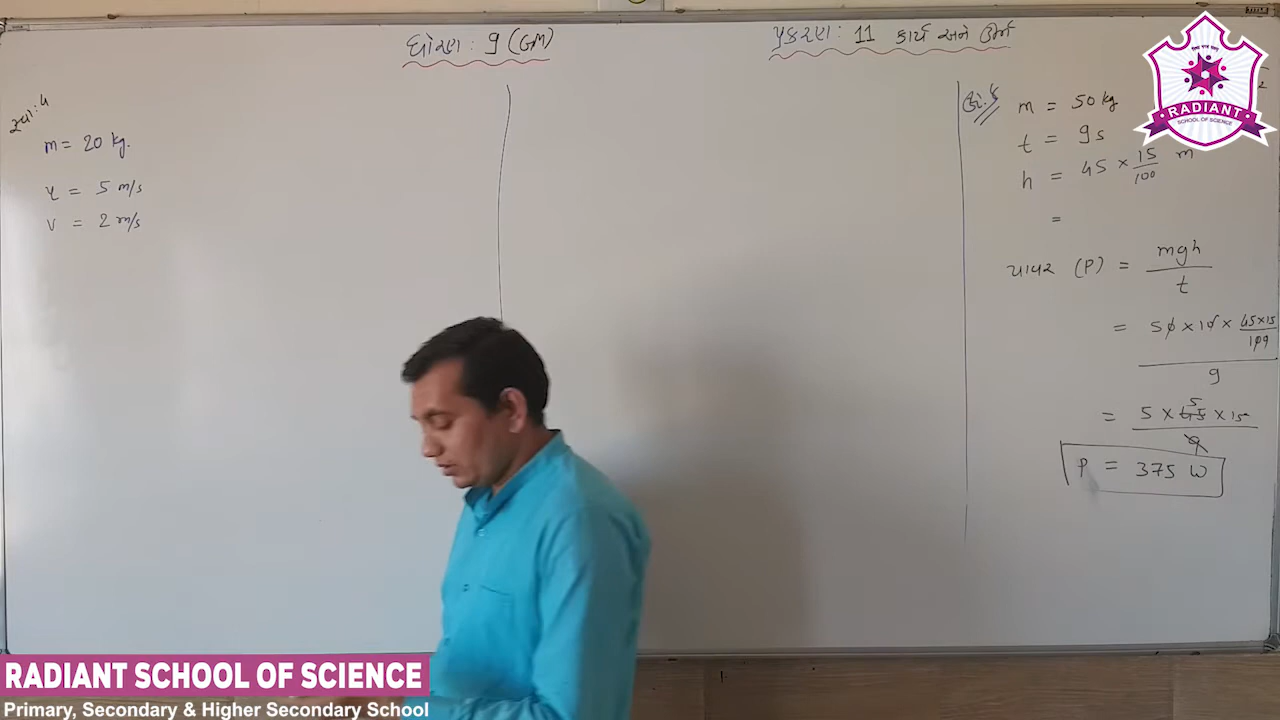 ધોરણ : 9 (GM)
પ્રકરણ : 11 કાર્ય અને ઊર્જા
સ્વા : 4
m = 20 kg.
u = 5 m/s
v = 2 m/s
m = 50 kg
t = 9 s
h = 45 × 15/100 m
=
પાવર (P) = mgh / t
= 50 × 10 × 45×15/100 / 9
= 5 × 45 5 × 15 / 9
P = 375 W
RADIANT
SCHOOL OF SCIENCE
RADIANT SCHOOL OF SCIENCE
Primary, Secondary & Higher Secondary School